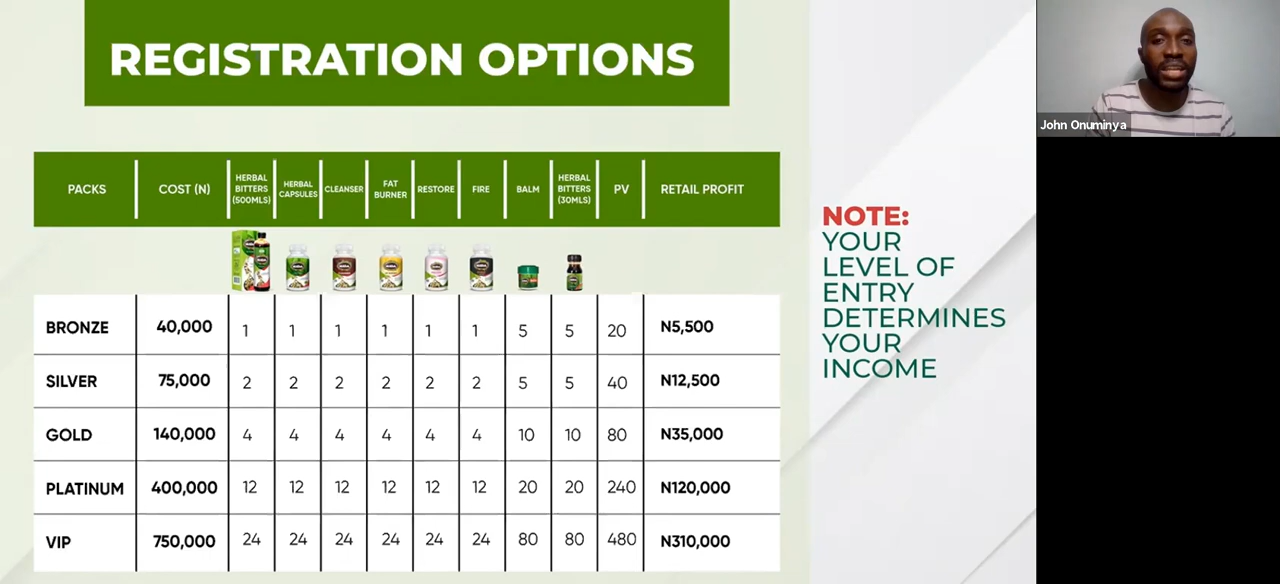 REGISTRATION OPTIONS
PACKS COST (N) HERBAL BITTERS (500MLS) HERBAL CAPSULES CLEANSER FAT BURNER RESTORE FIRE BALM HERBAL BITTERS (30MLS) PV RETAIL PROFIT
BRONZE 40,000 1 1 1 1 1 1 5 5 20 N5,500
SILVER 75,000 2 2 2 2 2 2 5 5 40 N12,500
GOLD 140,000 4 4 4 4 4 4 10 10 80 N35,000
PLATINUM 400,000 12 12 12 12 12 12 20 20 240 N120,000
VIP 750,000 24 24 24 24 24 24 80 80 480 N310,000
NOTE:
YOUR
LEVEL OF
ENTRY
DETERMINES
YOUR
INCOME
John Onuminya